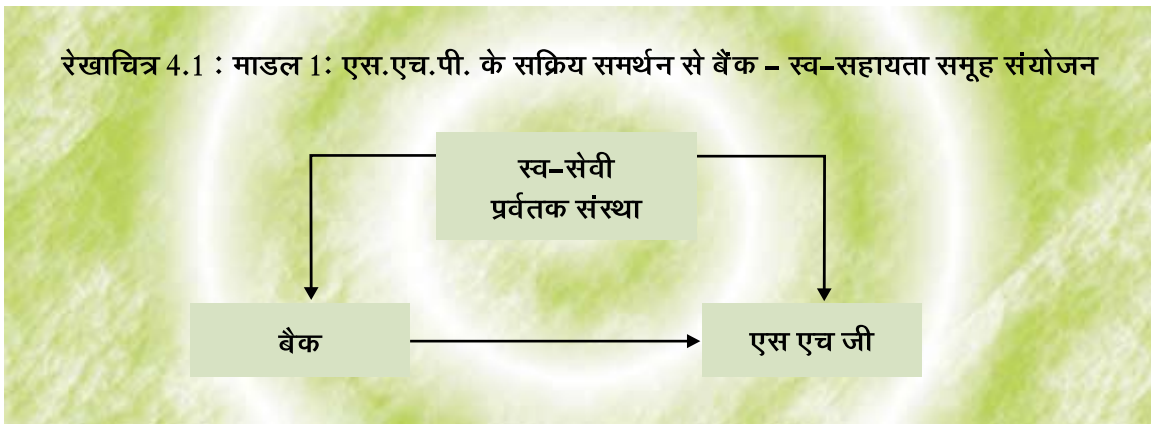 रेखाचित्र 4.1 : माडल 1: एस.एच.पी. के सक्रिय समर्थन से बैंक – स्व–सहायता समूह संयोजन
स्व–सेवी
प्रर्वतक संस्था
बैक
एस एच जी